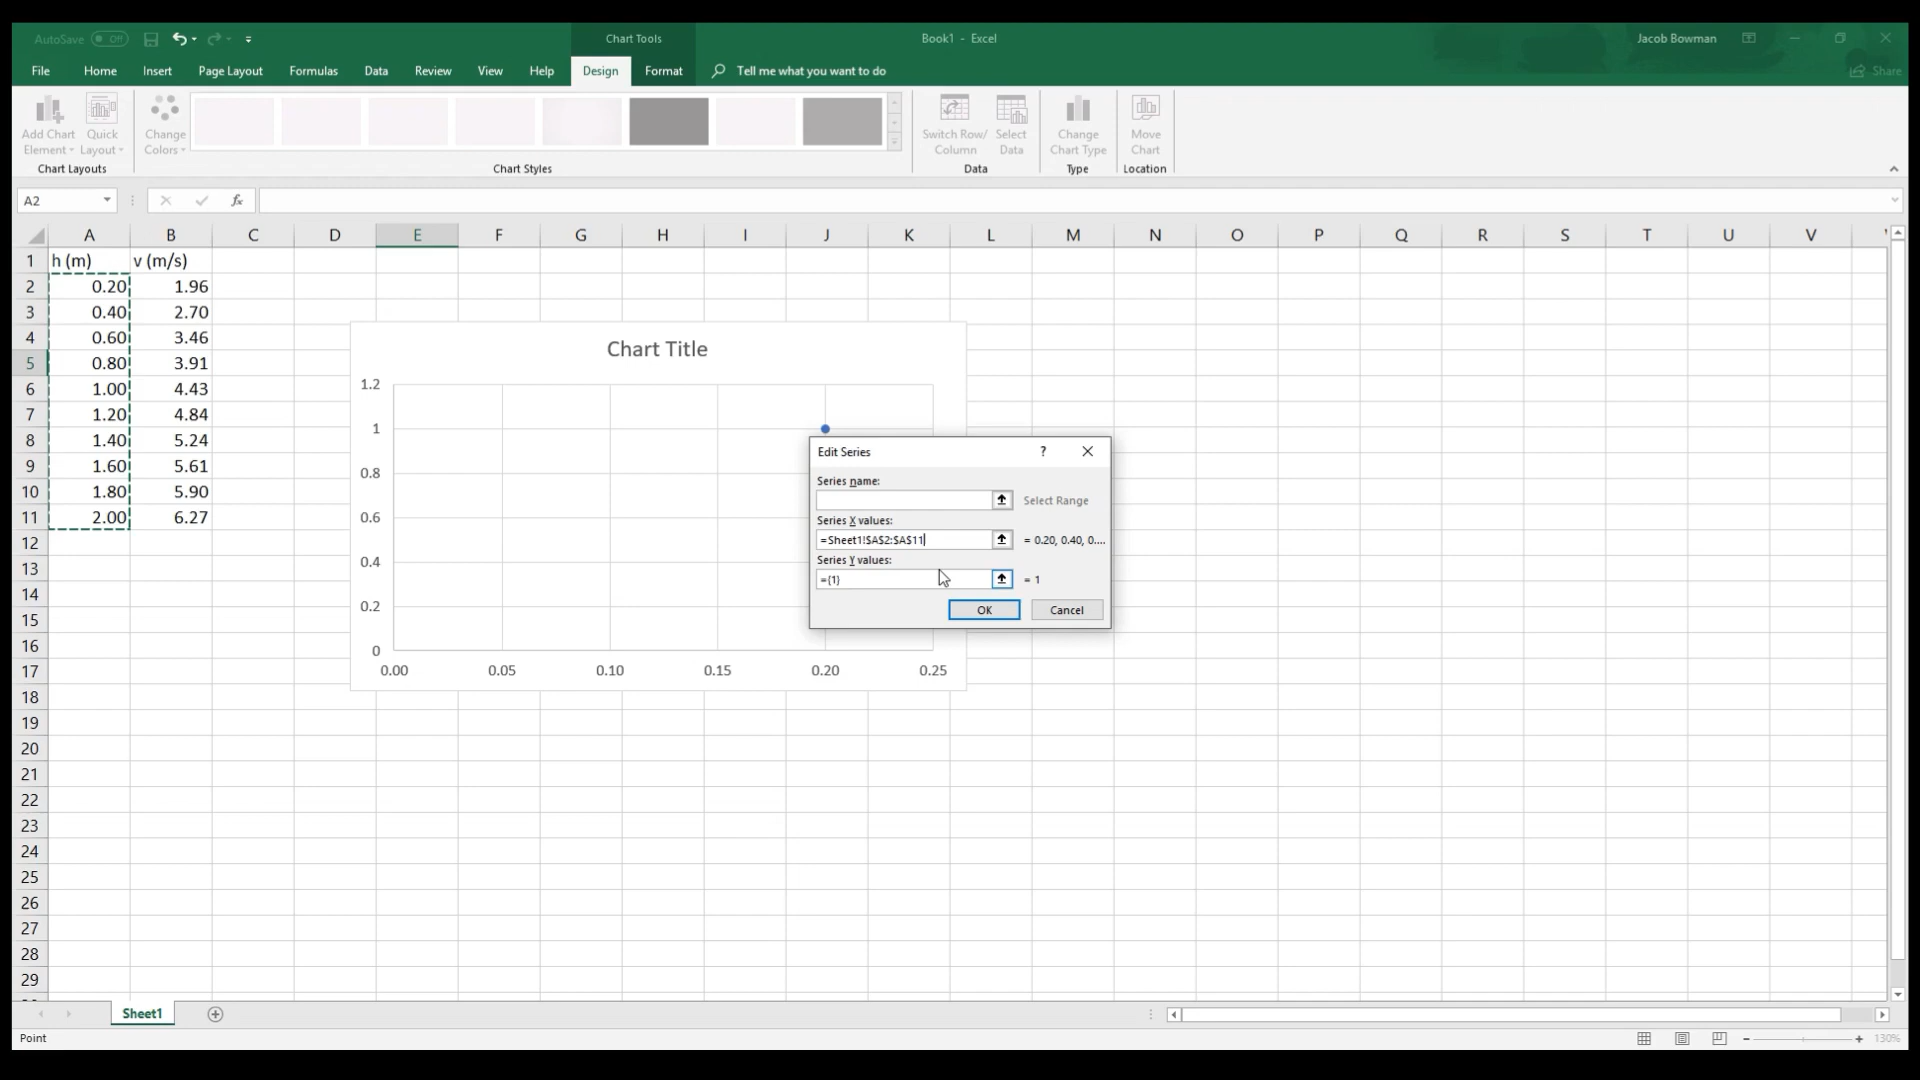 AutoSave Off
Chart Tools
Book1 - Excel
Jacob Bowman
File Home Insert Page Layout Formulas Data Review View Help Design Format Tell me what you want to do Share
Add Chart Element
Quick Layout
Change Colors
Switch Row/ Column
Select Data
Change Chart Type
Move Chart
Chart Layouts Chart Styles Data Type Location
A2 fx
A B C D E F G H I J K L M N O P Q R S T U V
1 h (m) v (m/s)
2 0.20 1.96
3 0.40 2.70
4 0.60 3.46
5 0.80 3.91
6 1.00 4.43
7 1.20 4.84
8 1.40 5.24
9 1.60 5.61
10 1.80 5.90
11 2.00 6.27
12
13
14
15
16
17
18
19
20
21
22
23
24
25
26
27
28
29
Chart Title
1.2
1
0.8
0.6
0.4
0.2
0
0.00 0.05 0.10 0.15 0.20 0.25
Edit Series ?
Series name:
Select Range
Series X values:
=Sheet1!$A$2:$A$11 = 0.20, 0.40, 0....
Series Y values:
={1} = 1
OK Cancel
Sheet1
Point
130%